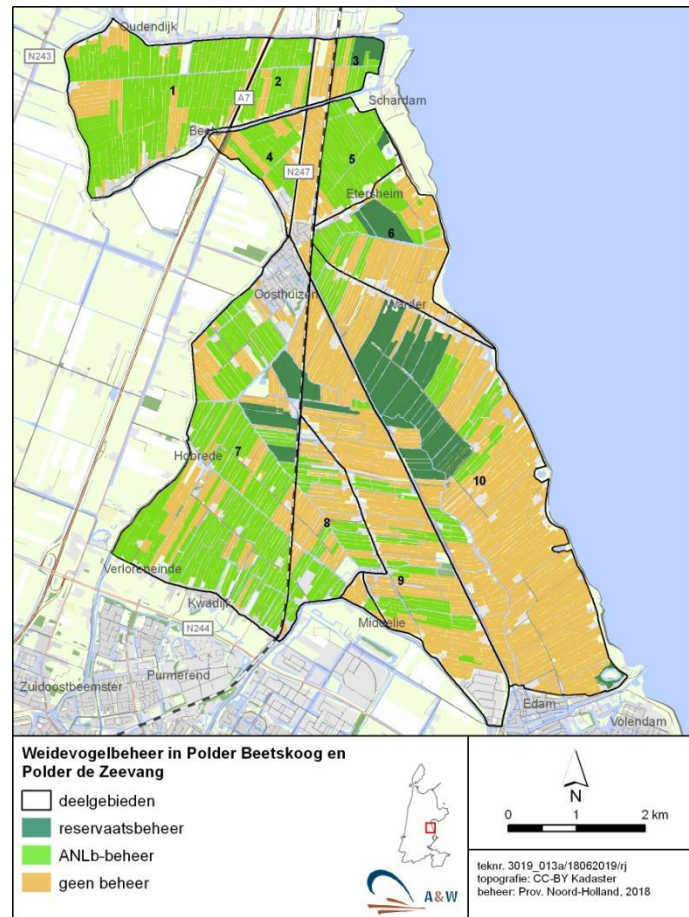 Oudendijk
N243
3
2
1
A7
Schardam
Beets
4
5
N247
Etersheim
6
Oosthuizen
Warder
Hobrede
7
10
8
Verloreneinde
9
Kwadijk
N244
Middelie
Purmerend
Zuidoostbeemster
Edam
Volendam
Weidevogelbeheer in Polder Beetskoog en
Polder de Zeevang
deelgebieden
reservaatsbeheer
ANLb-beheer
geen beheer
A&W
N
0 1 2 km
teknr. 3019_013a/18062019/rj
topografie: CC-BY Kadaster
beheer: Prov. Noord-Holland, 2018